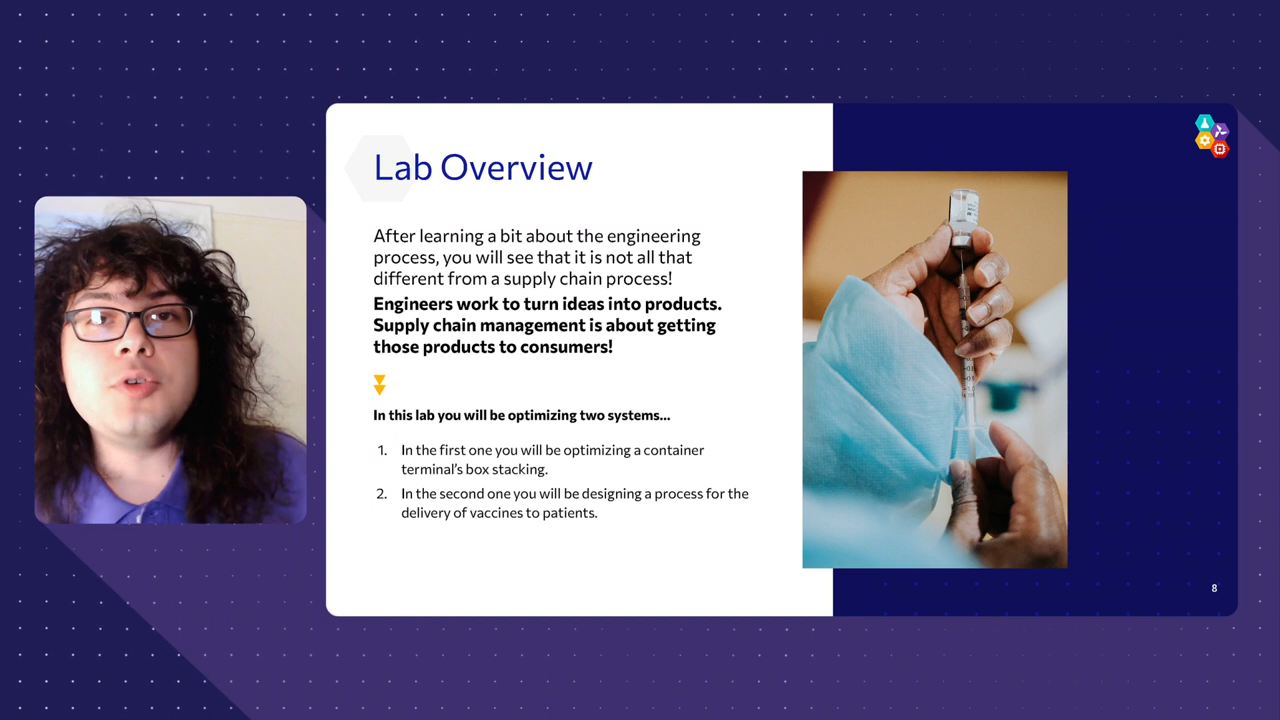 Lab Overview
After learning a bit about the engineering
process, you will see that it is not all that
different from a supply chain process!
Engineers work to turn ideas into products.
Supply chain management is about getting
those products to consumers!
In this lab you will be optimizing two systems...
1. In the first one you will be optimizing a container
terminal's box stacking.
2. In the second one you will be designing a process for the
delivery of vaccines to patients.
8